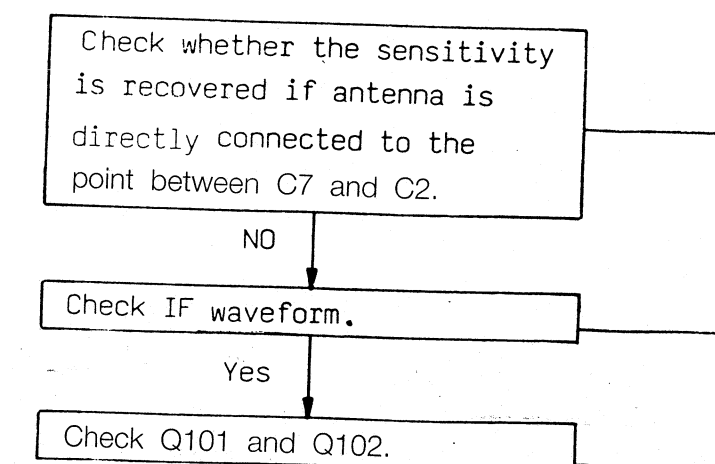 Check whether the sensitivity
is recovered if antenna is
directly connected to the
point between C7 and C2.
NO
Check IF waveform.
Yes
Check Q101 and Q102.